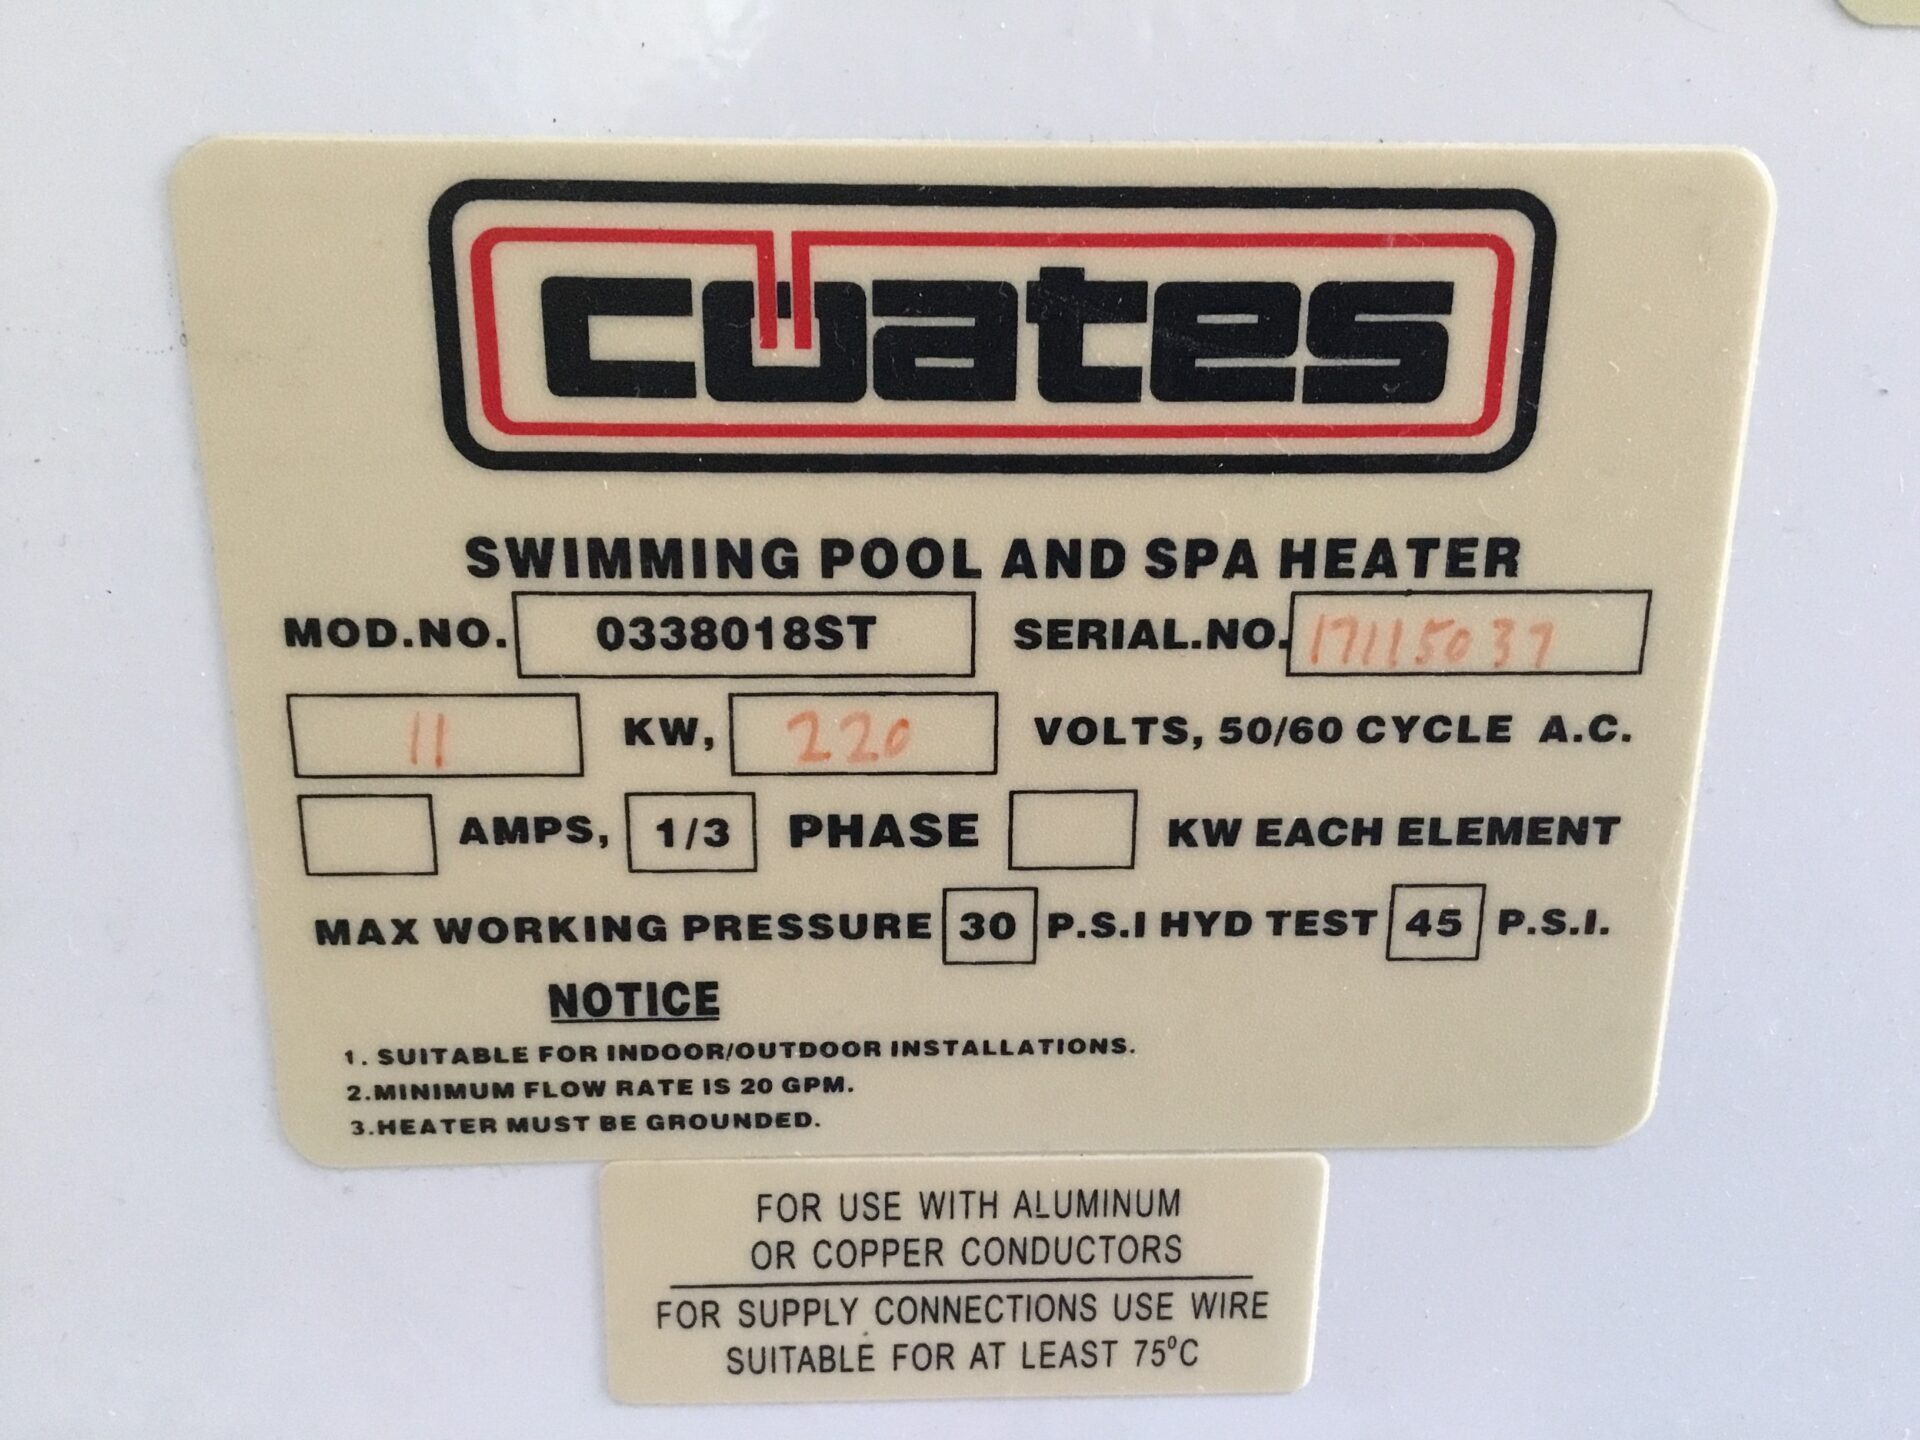 coates
SWIMMING POOL AND SPA HEATER
MOD.NO. 0338018ST SERIAL.NO. 17115037
11 KW, 220 VOLTS, 50/60 CYCLE A.C.
AMPS, 1/3 PHASE KW EACH ELEMENT
MAX WORKING PRESSURE 30 P.S.I HYD TEST 45 P.S.I.
NOTICE
1. SUITABLE FOR INDOOR/OUTDOOR INSTALLATIONS.
2.MINIMUM FLOW RATE IS 20 GPM.
3.HEATER MUST BE GROUNDED.
FOR USE WITH ALUMINUM
OR COPPER CONDUCTORS
FOR SUPPLY CONNECTIONS USE WIRE
SUITABLE FOR AT LEAST 75°C